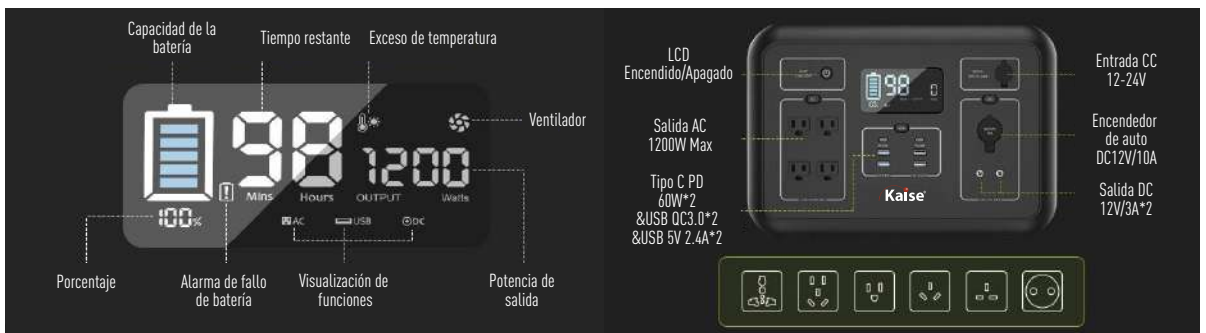 Capacidad de la
batería
Tiempo restante
Exceso de temperatura
98
Mins
Hours
Ventilador
1200
OUTPUT
Watts
100%
AC
USB
DC
Porcentaje
Alarma de fallo
de batería
Visualización de
funciones
Potencia de
salida
LCD
Encendido/Apagado
Salida AC
1200W Max
Tipo C PD
60W*2
&USB QC3.0*2
&USB 5V 2.4A*2
98
0
Kaise
Entrada CC
12-24V
Encendedor
de auto
DC12V/10A
Salida DC
12V/3A*2